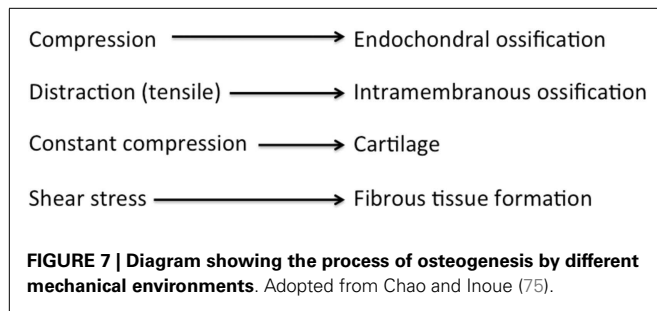 Compression → Endochondral ossification
Distraction (tensile) → Intramembranous ossification
Constant compression → Cartilage
Shear stress → Fibrous tissue formation
FIGURE 7 | Diagram showing the process of osteogenesis by different
mechanical environments. Adopted from Chao and Inoue (75).